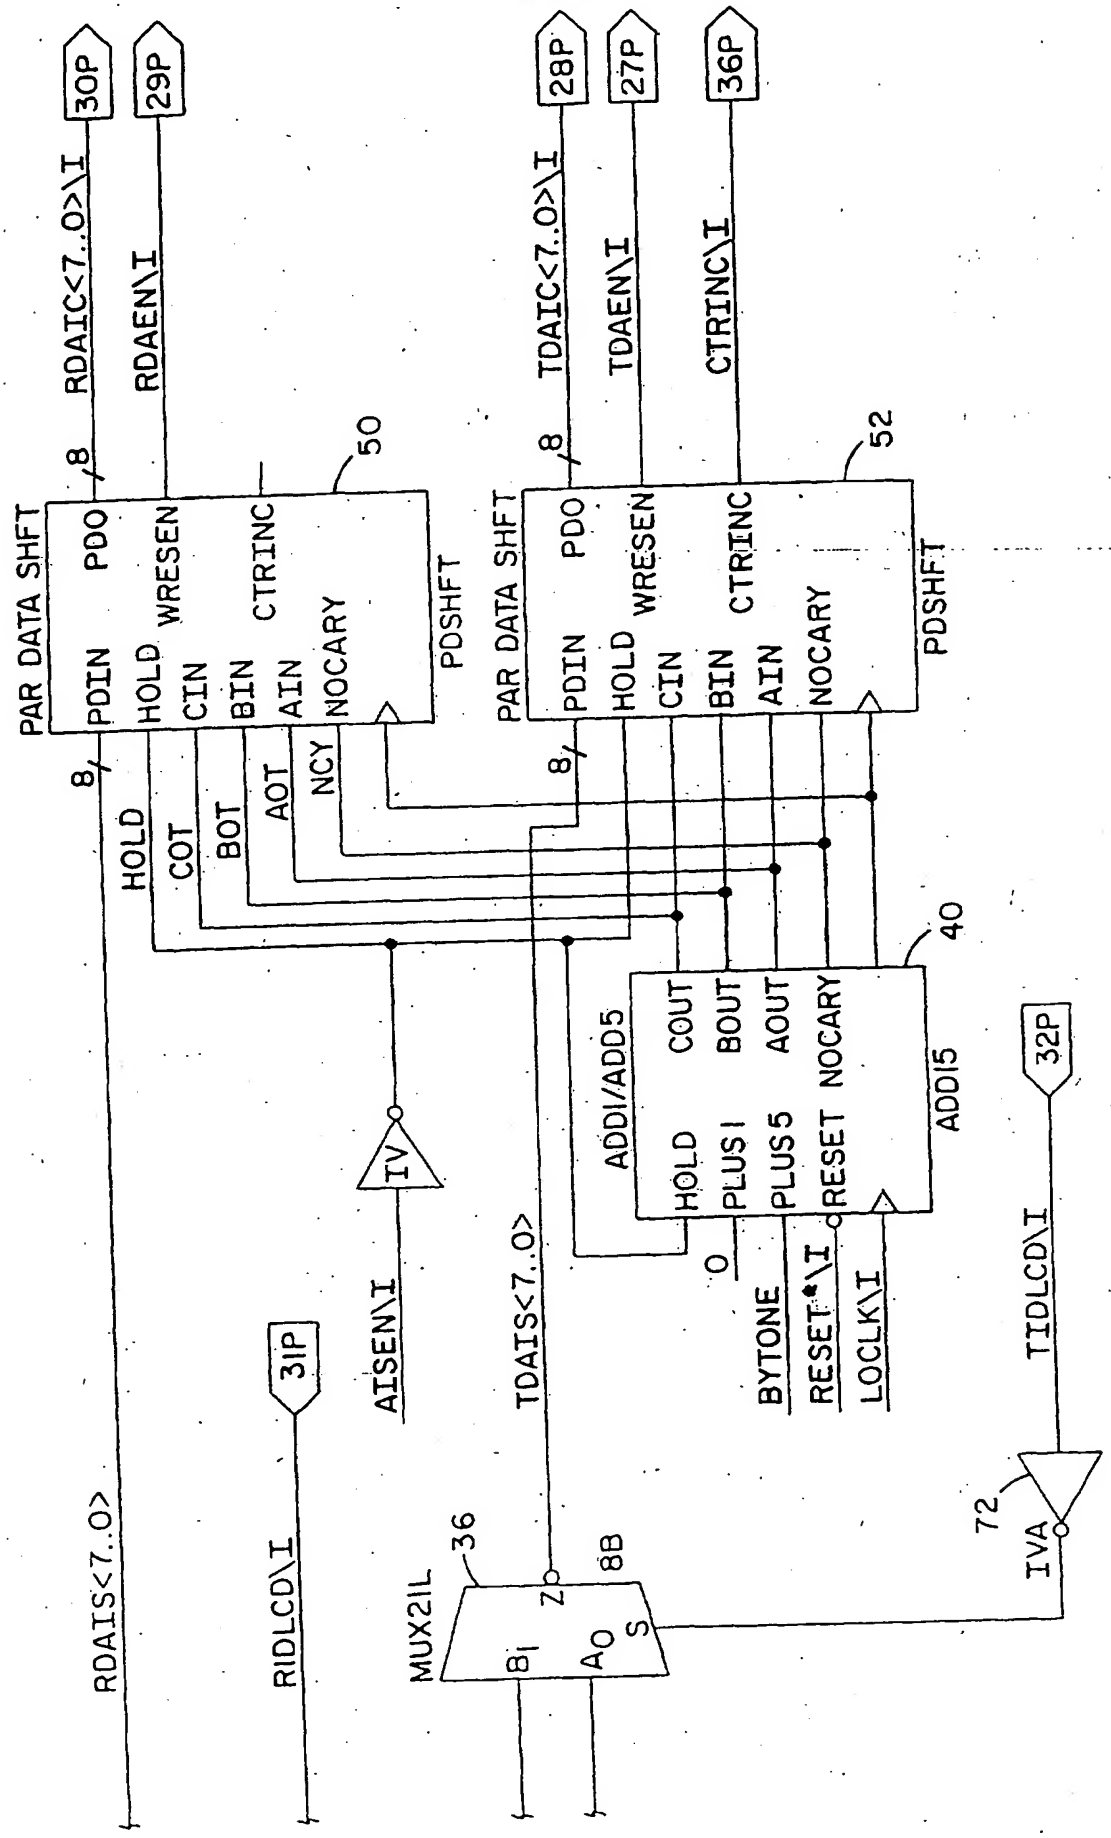 RDAIS<7..0>
8
PAR DATA SHFT
PDIN
PDO
HOLD
WRESEN
CIN
BIN
CTRINC
AIN
NOCARY
PDSHFT
50
8
RDAIC<7..0>\I
30P
RDAEN\I
29P
HOLD
COT
BOT
AOT
NCY
RIDLCD\I
31P
AISEN\I
IV
MUX21L
36
B1
A0
Z
S
8B
TDAIS<7..0>
8
PAR DATA SHFT
PDIN
PDO
HOLD
WRESEN
CIN
BIN
CTRINC
AIN
NOCARY
PDSHFT
52
8
TDAIC<7..0>\I
28P
TDAEN\I
27P
CTRINC\I
36P
ADD1/ADD5
HOLD
COUT
PLUS1
BOUT
PLUS5
AOUT
RESET
NOCARY
ADD15
40
0
BYTONE
RESET*\I
LOCLK\I
IVA
72
TIDLCD\I
32P